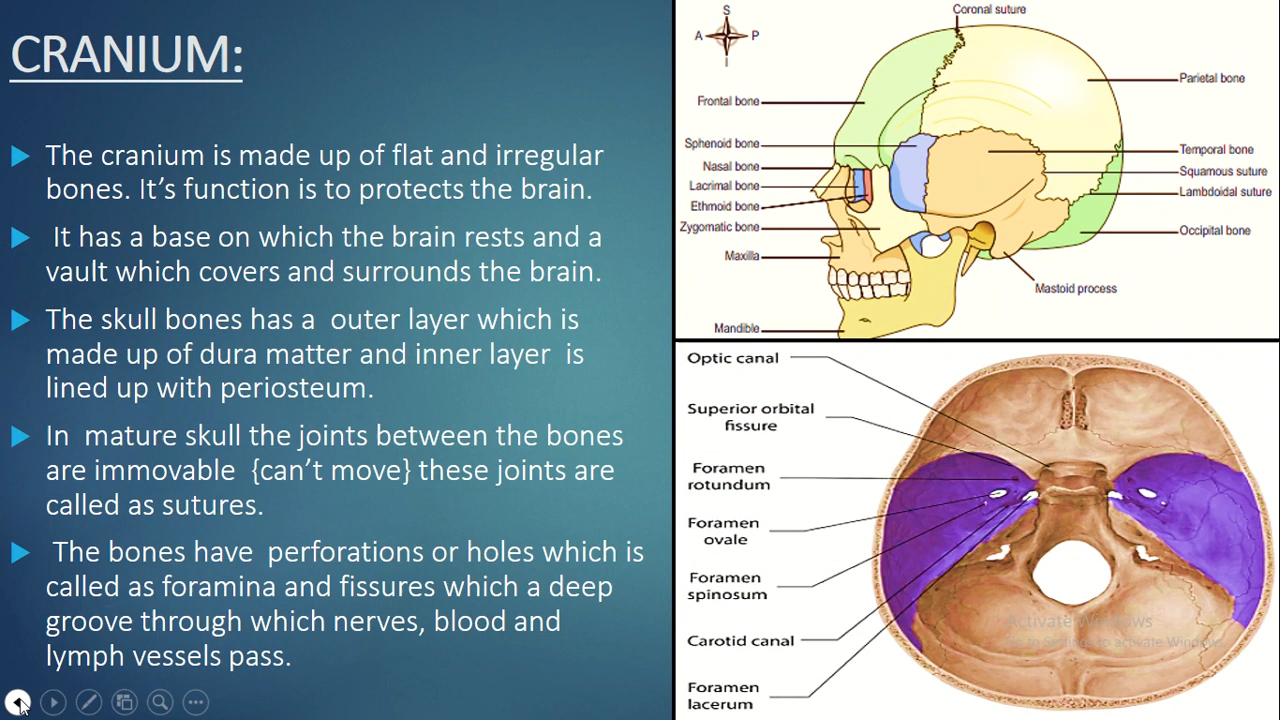 CRANIUM:
The cranium is made up of flat and irregular
bones. It's function is to protects the brain.
It has a base on which the brain rests and a
vault which covers and surrounds the brain.
The skull bones has a outer layer which is
made up of dura matter and inner layer is
lined up with periosteum.
In mature skull the joints between the bones
are immovable {can't move} these joints are
called as sutures.
The bones have perforations or holes which is
called as foramina and fissures which a deep
groove through which nerves, blood and
lymph vessels pass.
S
A P
I
Coronal suture
Parietal bone
Frontal bone
Sphenoid bone
Nasal bone
Lacrimal bone
Ethmoid bone
Zygomatic bone
Maxilla
Mandible
Temporal bone
Squamous suture
Lambdoidal suture
Occipital bone
Mastoid process
Optic canal
Superior orbital
fissure
Foramen
rotundum
Foramen
ovale
Foramen
spinosum
Carotid canal
Foramen
lacerum
Activate Windows
Go to Settings to activate Windows.